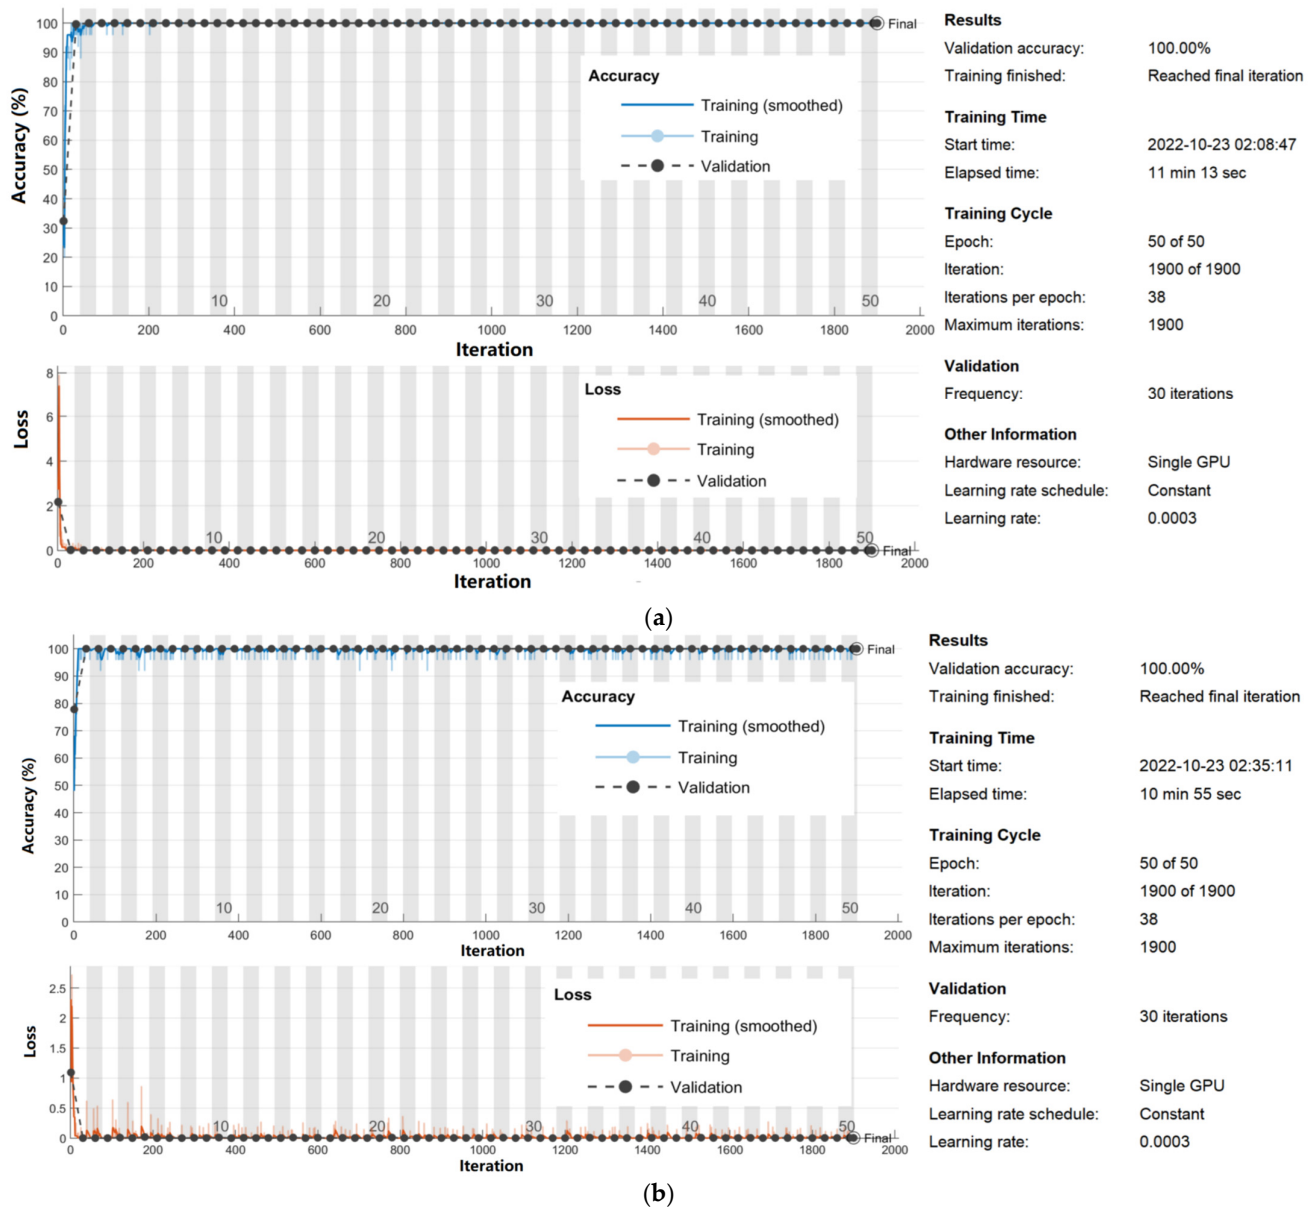 Accuracy (%)
100
90
80
70
60
50
40
30
20
10
0
Final
Accuracy
Training (smoothed)
Training
Validation
10 20 30 40 50
0 200 400 600 800 1000 1200 1400 1600 1800 2000
Iteration
Loss
8
6
4
2
0
Loss
Training (smoothed)
Training
Validation
10 20 30 40 50
Final
0 200 400 600 800 1000 1200 1400 1600 1800 2000
Iteration
Results
Validation accuracy: 100.00%
Training finished: Reached final iteration
Training Time
Start time: 2022-10-23 02:08:47
Elapsed time: 11 min 13 sec
Training Cycle
Epoch: 50 of 50
Iteration: 1900 of 1900
Iterations per epoch: 38
Maximum iterations: 1900
Validation
Frequency: 30 iterations
Other Information
Hardware resource: Single GPU
Learning rate schedule: Constant
Learning rate: 0.0003
(a)
Accuracy (%)
100
90
80
70
60
50
40
30
20
10
0
Final
Accuracy
Training (smoothed)
Training
Validation
10 20 30 40 50
0 200 400 600 800 1000 1200 1400 1600 1800 2000
Iteration
Loss
2.5
2
1.5
1
0.5
0
Loss
Training (smoothed)
Training
Validation
10 20 30 40 50
Final
0 200 400 600 800 1000 1200 1400 1600 1800 2000
Iteration
Results
Validation accuracy: 100.00%
Training finished: Reached final iteration
Training Time
Start time: 2022-10-23 02:35:11
Elapsed time: 10 min 55 sec
Training Cycle
Epoch: 50 of 50
Iteration: 1900 of 1900
Iterations per epoch: 38
Maximum iterations: 1900
Validation
Frequency: 30 iterations
Other Information
Hardware resource: Single GPU
Learning rate schedule: Constant
Learning rate: 0.0003
(b)